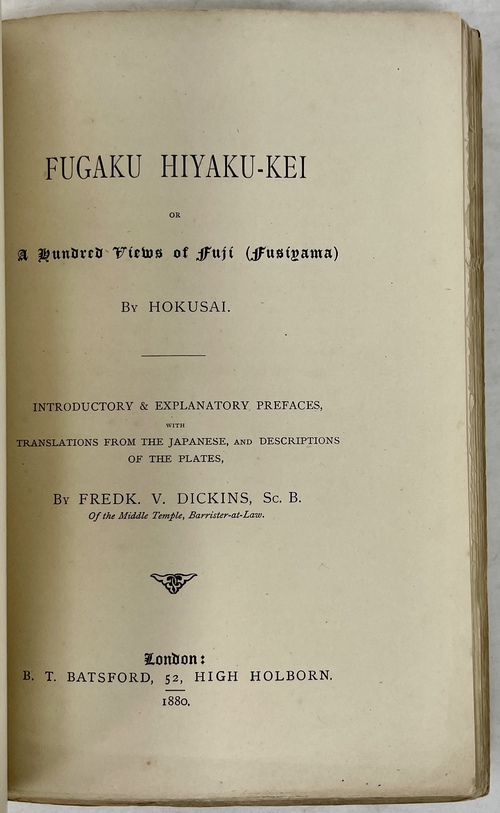 FUGAKU HIYAKU-KEI
OR
A Hundred Views of Fuji (Fusiyama)
By HOKUSAI.
INTRODUCTORY & EXPLANATORY PREFACES,
WITH
TRANSLATIONS FROM THE JAPANESE, AND DESCRIPTIONS
OF THE PLATES,
By FREDK. V. DICKINS, Sc. B.
Of the Middle Temple, Barrister-at-Law.
London:
B. T. BATSFORD, 52, HIGH HOLBORN.
1880.